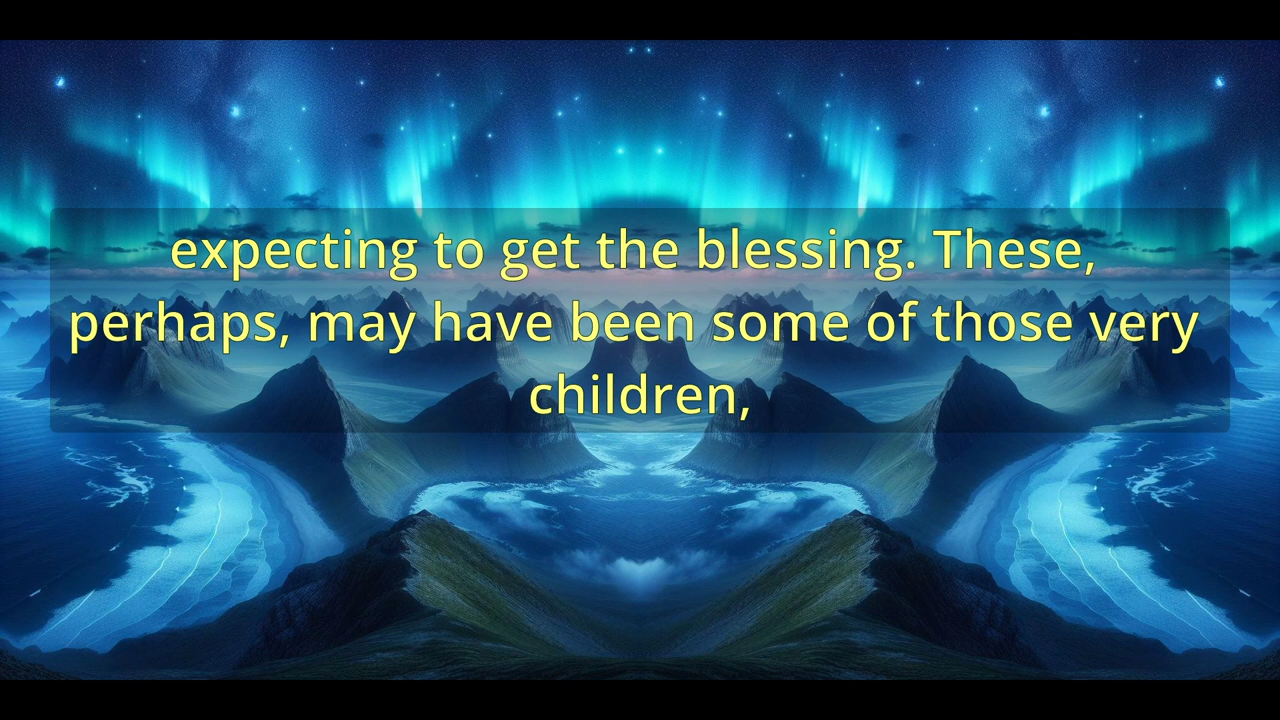 expecting to get the blessing. These,
perhaps, may have been some of those very
children,